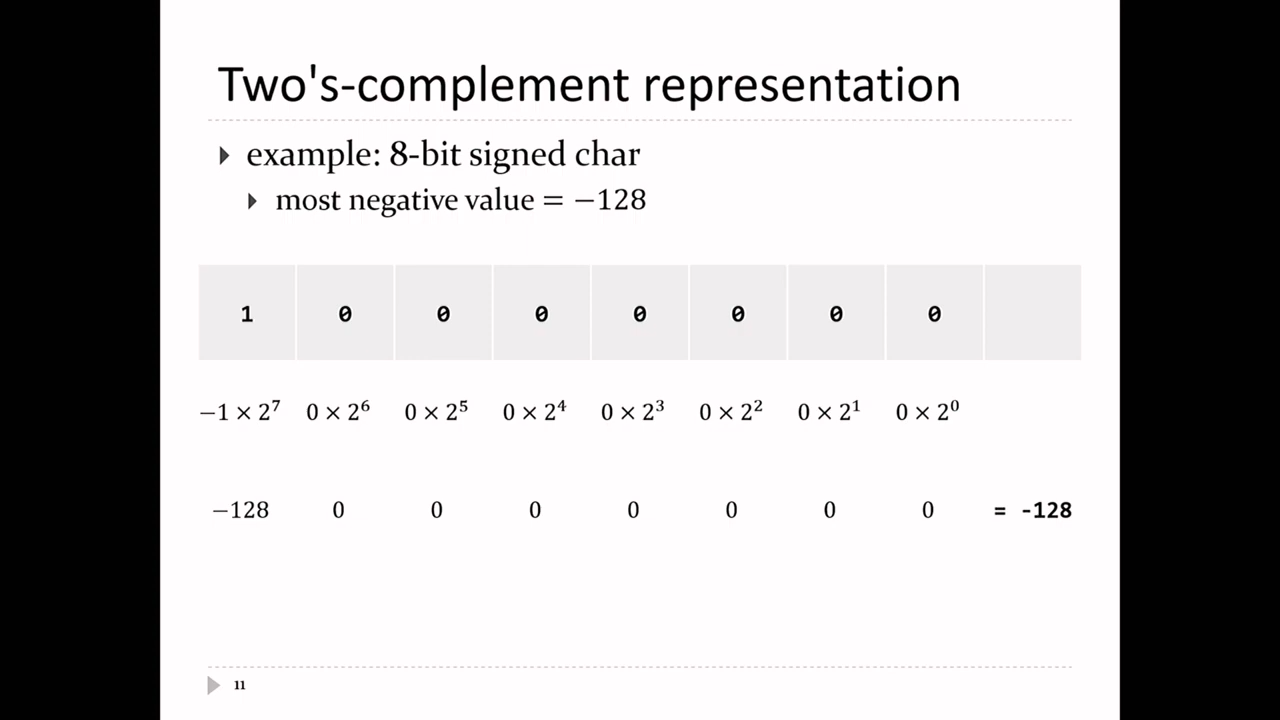 Two's-complement representation
example: 8-bit signed char
most negative value = −128
1 0 0 0 0 0 0 0
−1 × 2⁷ 0 × 2⁶ 0 × 2⁵ 0 × 2⁴ 0 × 2³ 0 × 2² 0 × 2¹ 0 × 2⁰
−128 0 0 0 0 0 0 0 = -128
11